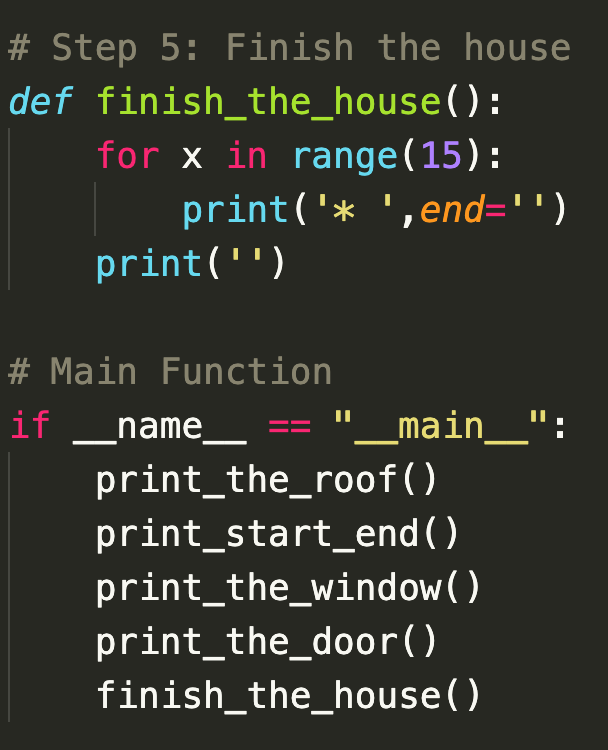 # Step 5: Finish the house
def finish_the_house():
    for x in range(15):
        print('* ',end='')
    print('')

# Main Function
if __name__ == "__main__":
    print_the_roof()
    print_start_end()
    print_the_window()
    print_the_door()
    finish_the_house()